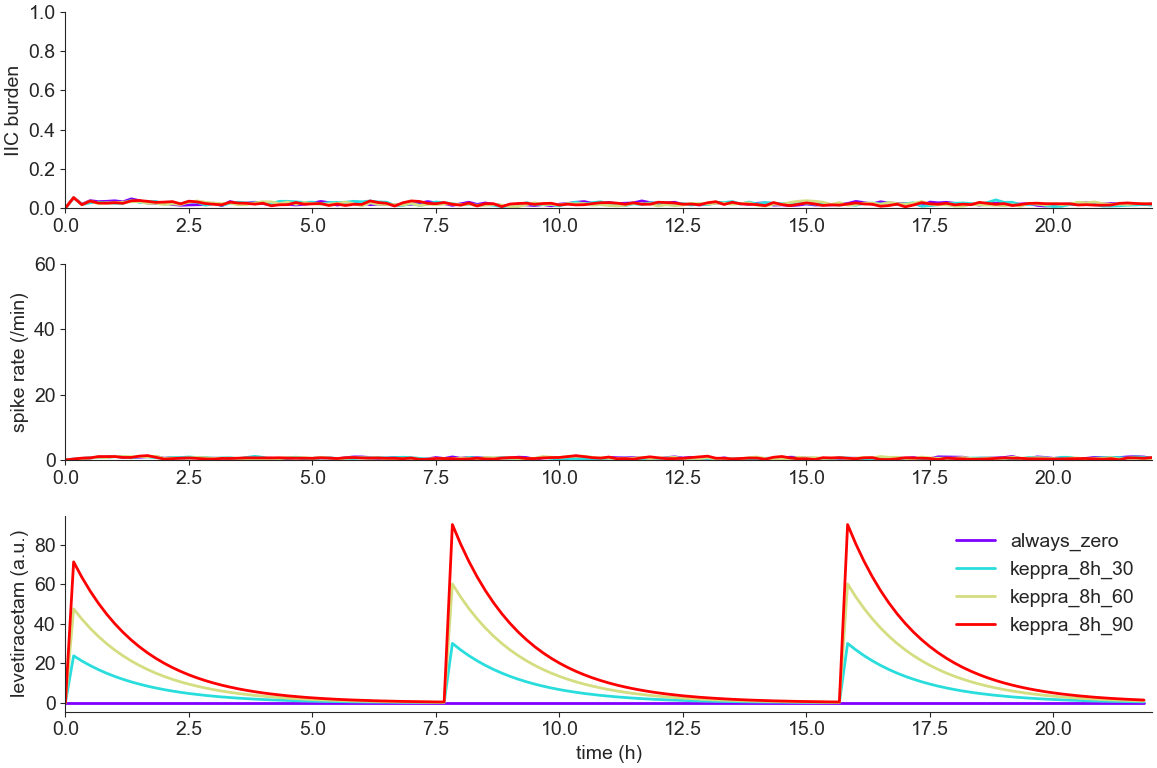 IIC burden
1.0
0.8
0.6
0.4
0.2
0.0
0.0 2.5 5.0 7.5 10.0 12.5 15.0 17.5 20.0
spike rate (/min)
60
40
20
0
0.0 2.5 5.0 7.5 10.0 12.5 15.0 17.5 20.0
levetiracetam (a.u.)
80
60
40
20
0
always_zero
keppra_8h_30
keppra_8h_60
keppra_8h_90
0.0 2.5 5.0 7.5 10.0 12.5 15.0 17.5 20.0
time (h)